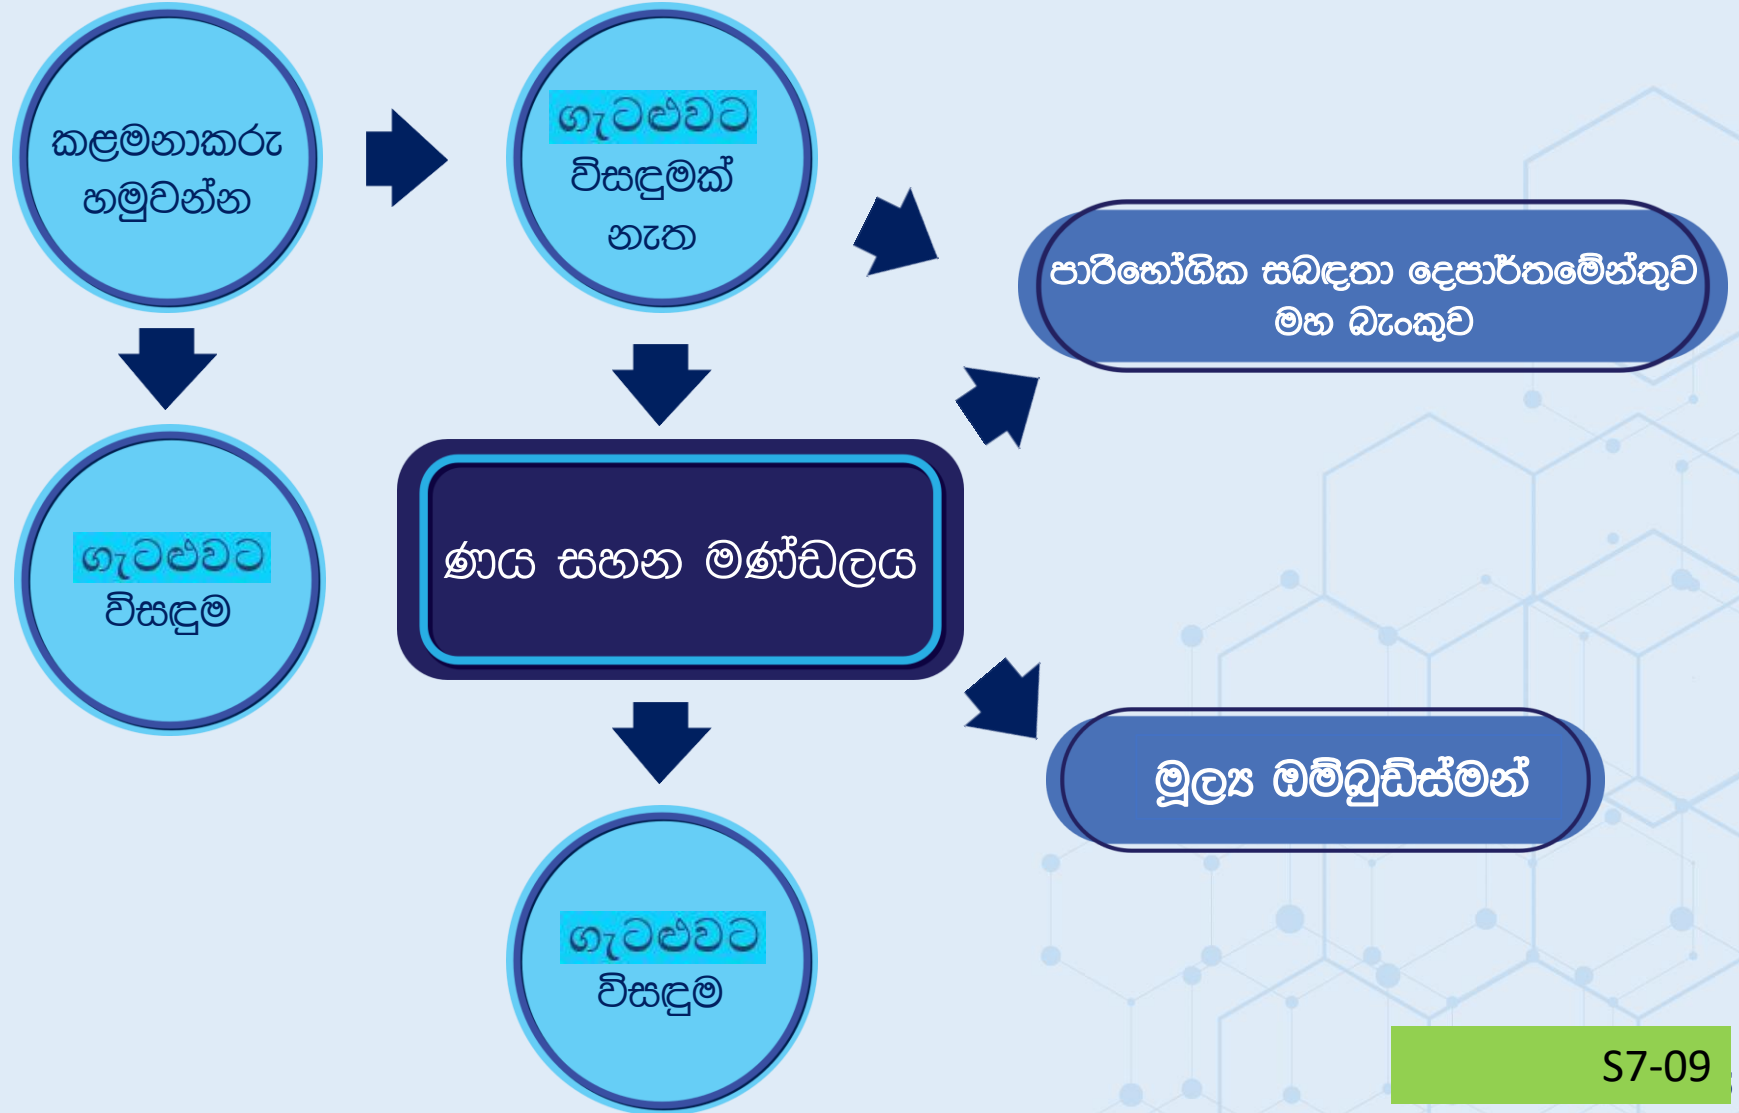 කළමනාකරු
හමුවන්න
ගැටළුවට
විසඳුමක්
නැත
පාරිභෝගික සබඳතා දෙපාර්තමේන්තුව
මහ බැංකුව
ගැටළුවට
විසඳුම
ණය සහන මණ්ඩලය
මූල්‍ය ඔම්බුඩ්ස්මන්
ගැටළුවට
විසඳුම
S7-09